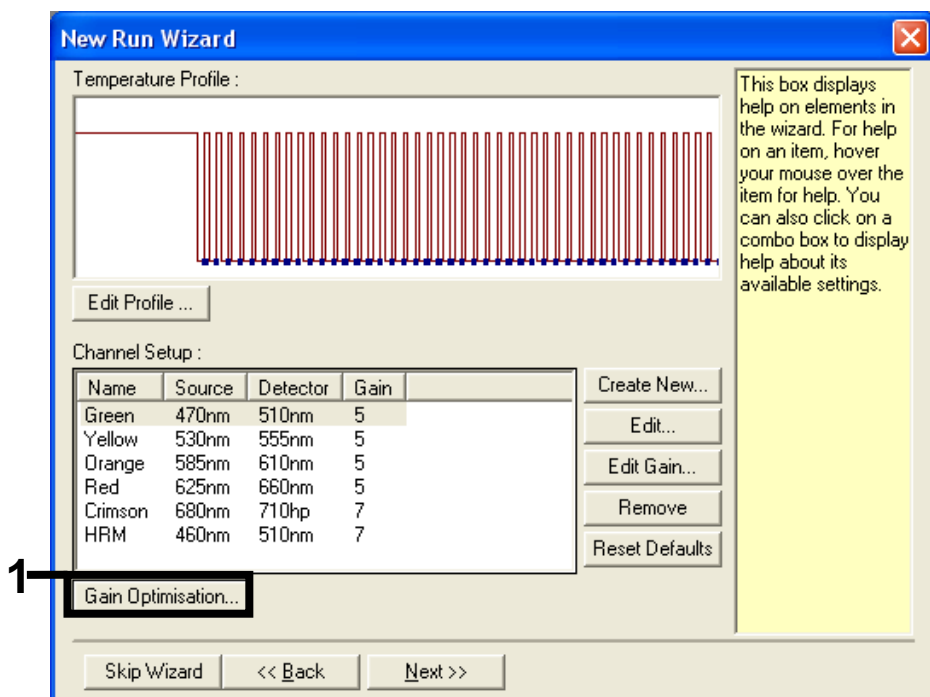 New Run Wizard
Temperature Profile :
This box displays
help on elements in
the wizard. For help
on an item, hover
your mouse over the
item for help. You
can also click on a
combo box to display
help about its
available settings.
Edit Profile ...
Channel Setup :
Name Source Detector Gain
Green 470nm 510nm 5
Yellow 530nm 555nm 5
Orange 585nm 610nm 5
Red 625nm 660nm 5
Crimson 680nm 710hp 7
HRM 460nm 510nm 7
Create New...
Edit...
Edit Gain...
Remove
Reset Defaults
1
Gain Optimisation...
Skip Wizard
<< Back
Next >>